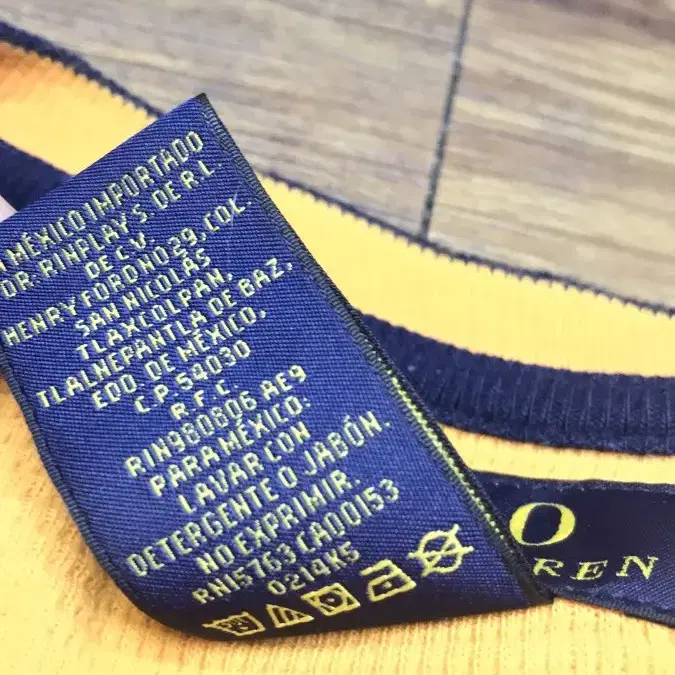 A MÉXICO IMPORTADO
OR. RINPLAY S. DE R.L.
DE C.V.
HENRY FORD NO 29, COL.
SAN NICOLÁS
TLAXCOLPAN,
TLALNEPANTLA DE BAZ,
EDO. DE MÉXICO,
C.P. 54030
R.F.C.
RIN980806 AE9
PARA MÉXICO:
LAVAR CON
DETERGENTE O JABÓN.
NO EXPRIMIR.
RN15763 CA00153
0214K5
O
REN